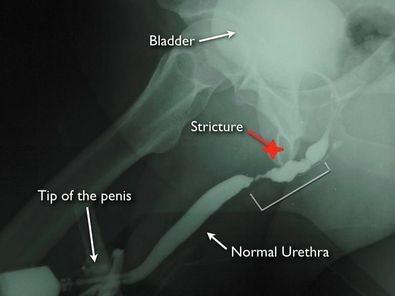 Bladder
Stricture
Tip of the penis
Normal Urethra